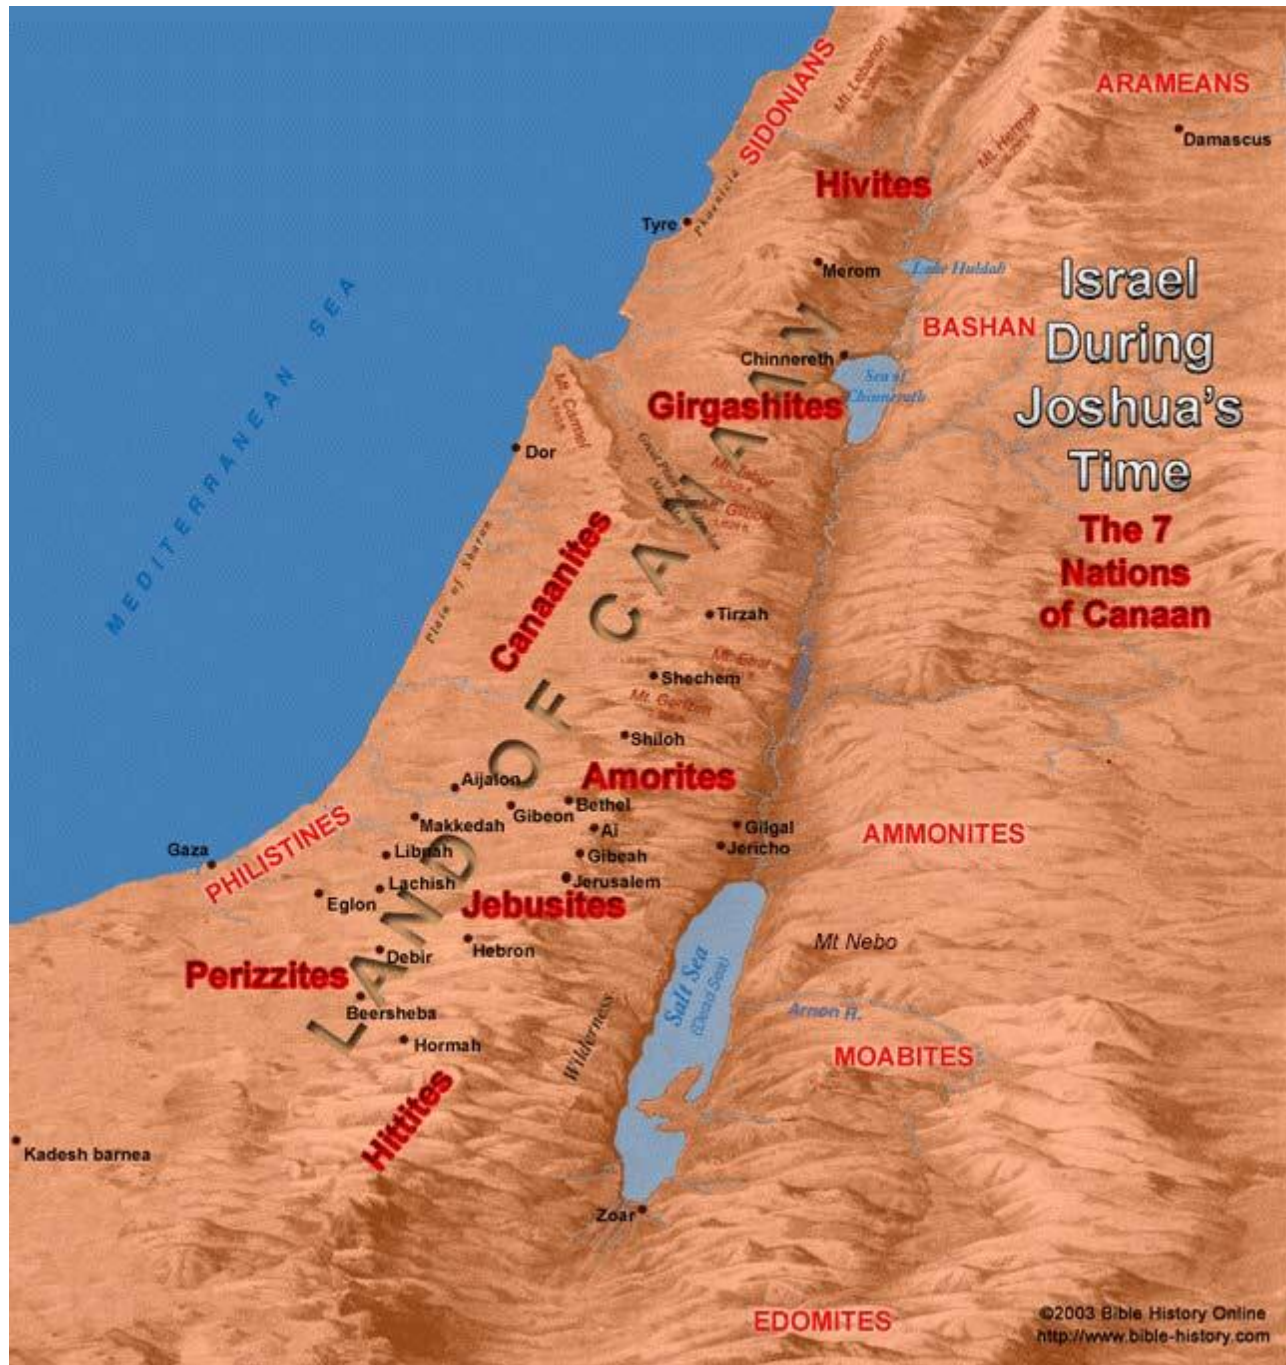 SIDONIANS
Mt. Lebanon
ARAMEANS
Mt. Hermon
Damascus
Hivites
Phoenicia
Tyre
Merom
Lake Huldah
Israel
During
Joshua's
Time
The 7
Nations
of Canaan
MEDITERRANEAN SEA
BASHAN
Chinnereth
Sea of
Chinnerath
Girgashites
Mt. Carmel
Dor
Mt. Tabor
Canaanites
Plain of Sharon
LAND OF CANAAN
Tirzah
Mt. Ebal
Shechem
Mt. Gerizim
Shiloh
Amorites
Aijalon
Bethel
Gibeon
Makkedah
Ai
Gilgal
AMMONITES
Jericho
PHILISTINES
Gaza
Libnah
Gibeah
Lachish
Jerusalem
Eglon
Jebusites
Hebron
Debir
Mt Nebo
Perizzites
Salt Sea
(Dead Sea)
Beersheba
Arnon R.
Wilderness
Hormah
MOABITES
Hittites
Kadesh barnea
Zoar
EDOMITES
©2003 Bible History Online
http://www.bible-history.com